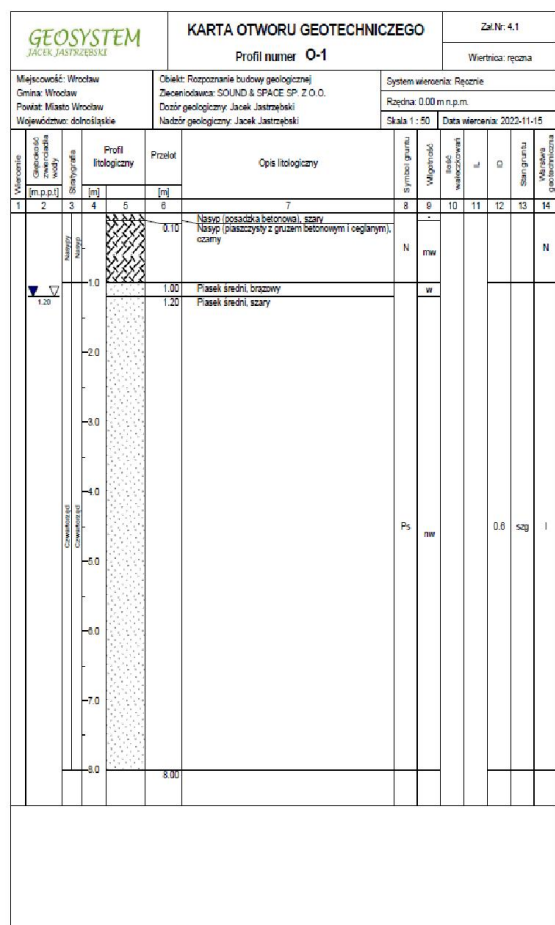 GEOSYSTEM
JACEK JASTRZĘBSKI
KARTA OTWORU GEOTECHNICZEGO
Profil numer O-1
Zał.Nr: 4.1
Wiertnica: ręczna
Miejscowość: Wrocław
Gmina: Wrocław
Powiat: Miasto Wrocław
Województwo: dolnośląskie
Obiekt: Rozpoznanie budowy geologicznej
Zleceniodawca: SOUND & SPACE SP. Z O.O.
Dozór geologiczny: Jacek Jastrzębski
Nadzór geologiczny: Jacek Jastrzębski
System wiercenia: Ręcznie
Rzędna: 0.00 m n.p.m.
Skala 1 : 50
Data wiercenia: 2022-11-15
Wiercenie
Głębokość zwierciadła wody
[m.p.p.t]
Stratygrafia
Profil litologiczny
[m]
Przelot
[m]
Opis litologiczny
Symbol gruntu
Wilgotność
Ilość wałeczkowań
IL
ID
Stan gruntu
Warstwa geotechniczna
1 2 3 4 5 6 7 8 9 10 11 12 13 14
Nasyp (posadzka betonowa), szary
-
0.10
Nasyp (piaszczysty z gruzem betonowym i ceglanym), czarny
Nasypy
Nasyp
N
mw
N
1.0
1.00
Piasek średni, brązowy
w
1.20
1.20
Piasek średni, szary
2.0
3.0
4.0
Czwartorzęd
Czwartorzęd
Ps
nw
0.6
szg
I
5.0
6.0
7.0
8.0
8.00